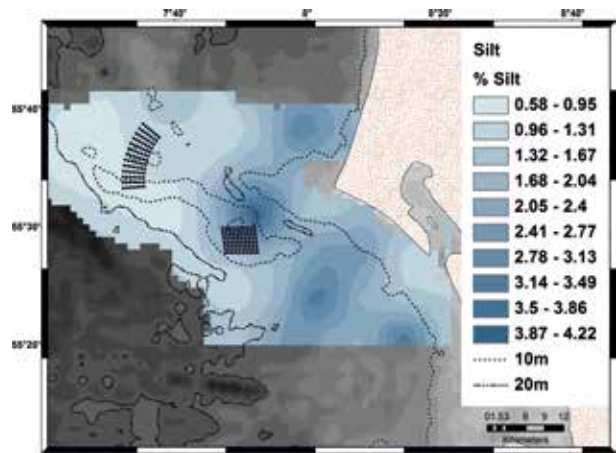 7°40' 8° 8°20' 8°40'
55°40'
55°30'
55°20'
Silt
% Silt
0.58 - 0.95
0.96 - 1.31
1.32 - 1.67
1.68 - 2.04
2.05 - 2.4
2.41 - 2.77
2.78 - 3.13
3.14 - 3.49
3.5 - 3.86
3.87 - 4.22
10m
20m
Kilometers